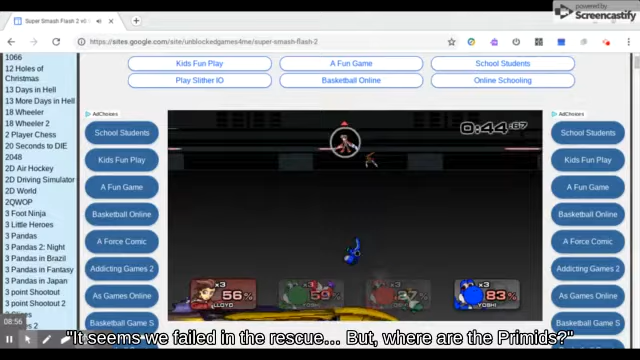 Super Smash Flash 2 v0.
powered by
Screencastify
https://sites.google.com/site/unblockedgames4me/super-smash-flash-2
1066
12 Holes of
Christmas
13 Days in Hell
13 More Days in Hell
18 Wheeler
18 Wheeler 2
2 Player Chess
20 Seconds to DIE
2048
2D Air Hockey
2D Driving Simulator
2D World
2QWOP
3 Foot Ninja
3 Little Heroes
3 Pandas
3 Pandas 2: Night
3 Pandas in Brazil
3 Pandas in Fantasy
3 Pandas in Japan
3 point Shootout
3 point Shootout 2
08:56
Kids Fun Play
A Fun Game
School Students
Play Slither IO
Basketball Online
Online Schooling
AdChoices
School Students
Kids Fun Play
A Fun Game
Basketball Online
A Force Comic
Addicting Games 2
As Games Online
Basketball G
0:44:67
x3
56%
LLOYD
x3
59%
YOSHI
37%
x3
83%
YOSHI
AdChoices
School Students
Kids Fun Play
A Fun Game
Basketball Online
A Force Comic
Addicting Games 2
As Games Online
"It seems we failed in the rescue... But, where are the Primids?"